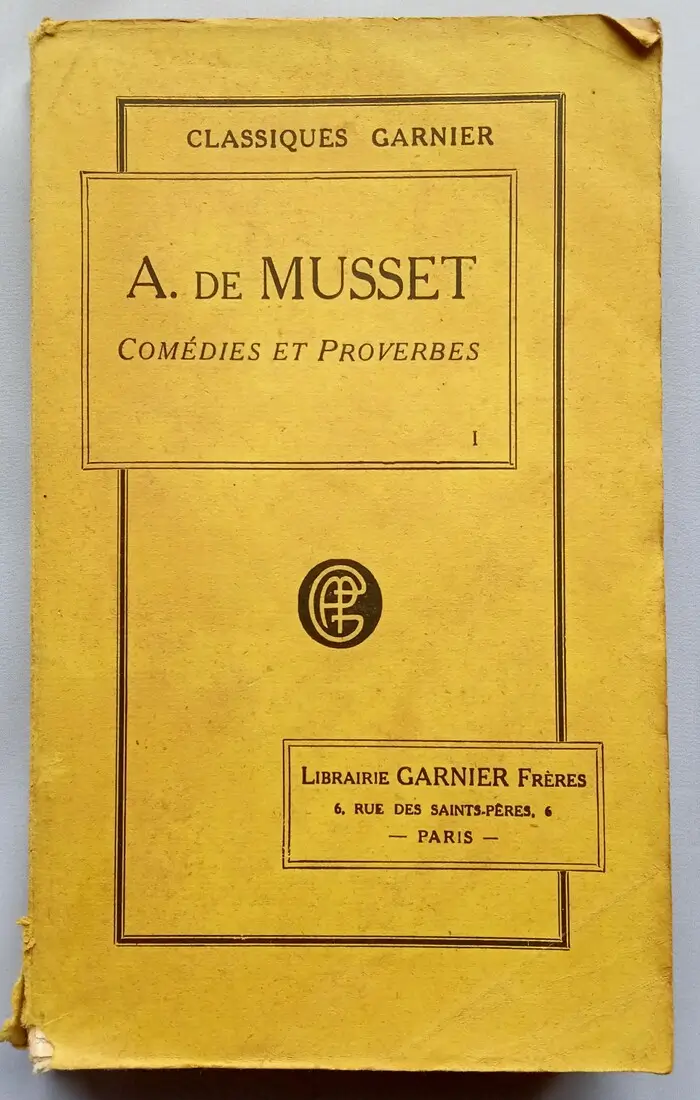 CLASSIQUES GARNIER
A. DE MUSSET
COMÉDIES ET PROVERBES
I
LIBRAIRIE GARNIER FRÈRES
6, RUE DES SAINTS-PÈRES, 6
— PARIS —